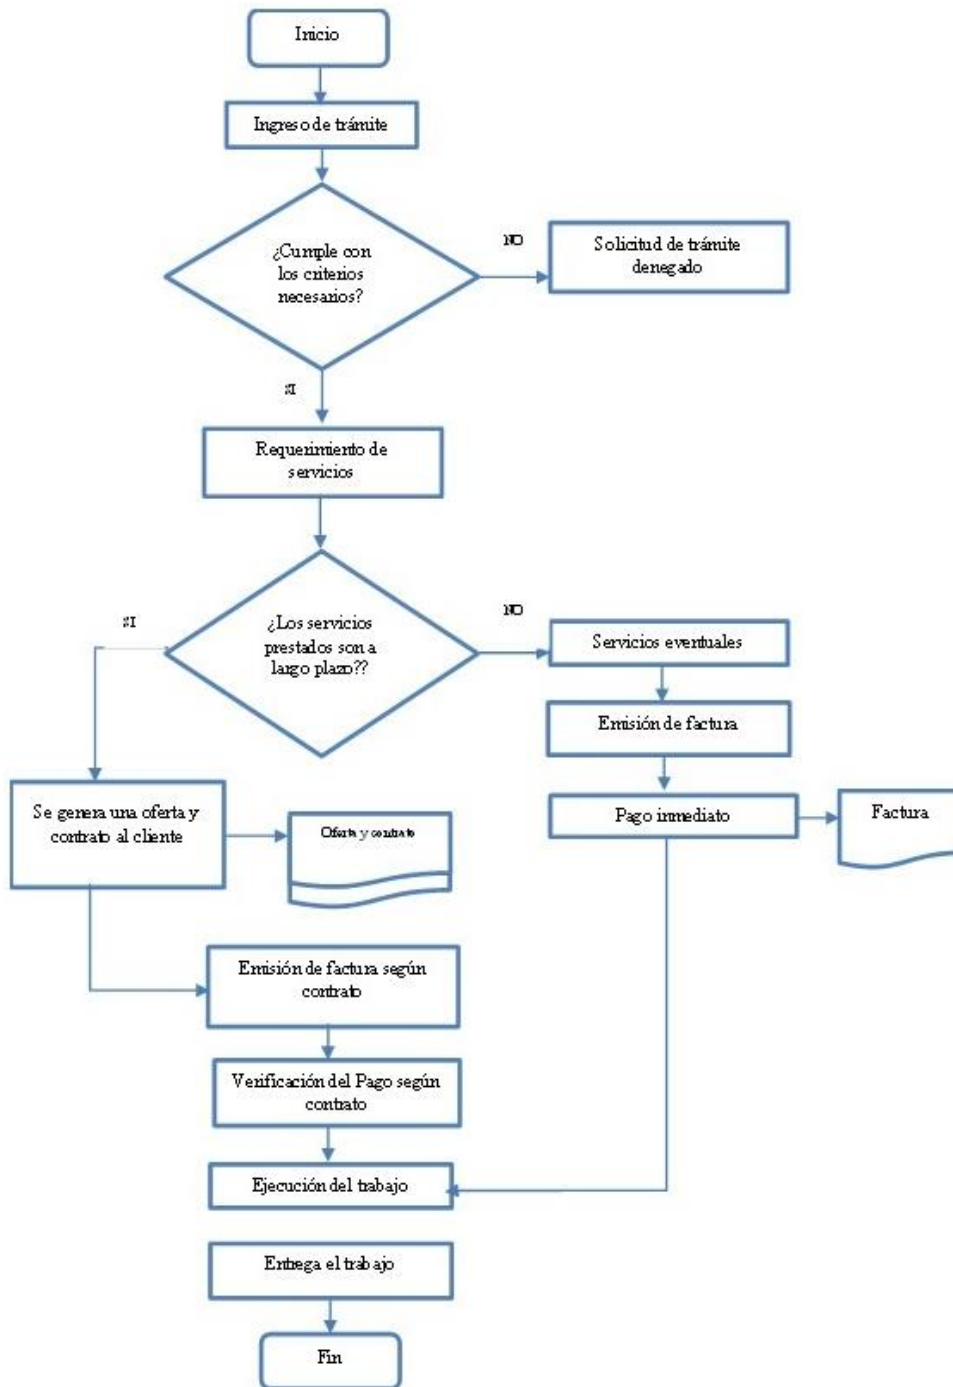 Inicio
Ingreso de trámite
¿Cumple con
los criterios
necesarios?
NO
Solicitud de trámite
denegado
SI
Requerimiento de
servicios
SI
¿Los servicios
prestados son a
largo plazo??
NO
Servicios eventuales
Emisión de factura
Se genera una oferta y
contrato al cliente
Oferta y contrato
Pago inmediato
Factura
Emisión de factura según
contrato
Verificación del Pago según
contrato
Ejecución del trabajo
Entrega el trabajo
Fin